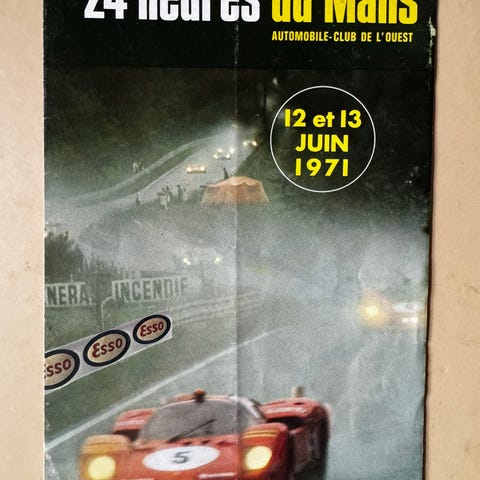 24 heures du Mans
AUTOMOBILE-CLUB DE L'OUEST
12 et 13
JUIN
1971
INCENDIE
Esso
Esso
Esso
5